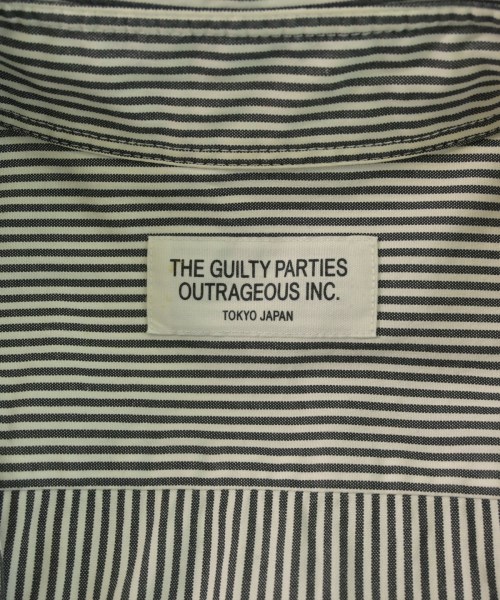 THE GUILTY PARTIES
OUTRAGEOUS INC.
TOKYO JAPAN